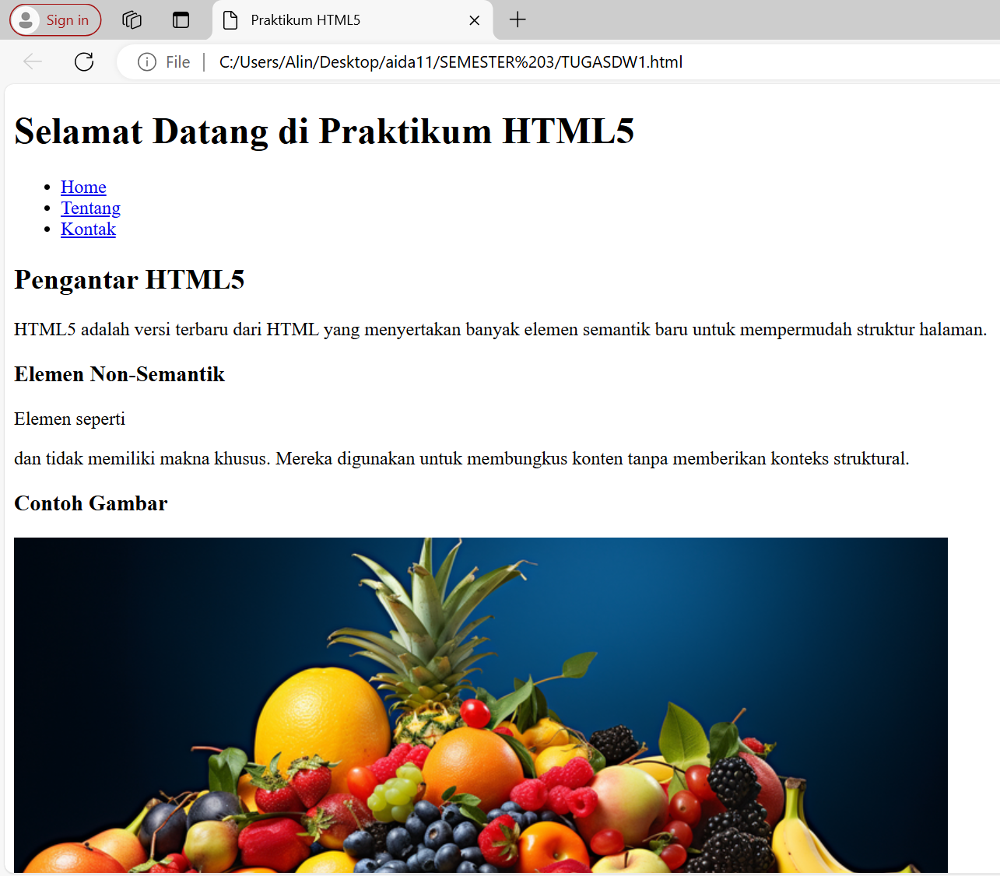 Sign in
Praktikum HTML5
File
C:/Users/Alin/Desktop/aida11/SEMESTER%203/TUGASDW1.html
Selamat Datang di Praktikum HTML5
Home
Tentang
Kontak
Pengantar HTML5
HTML5 adalah versi terbaru dari HTML yang menyertakan banyak elemen semantik baru untuk mempermudah struktur halaman.
Elemen Non-Semantik
Elemen seperti
dan tidak memiliki makna khusus. Mereka digunakan untuk membungkus konten tanpa memberikan konteks struktural.
Contoh Gambar